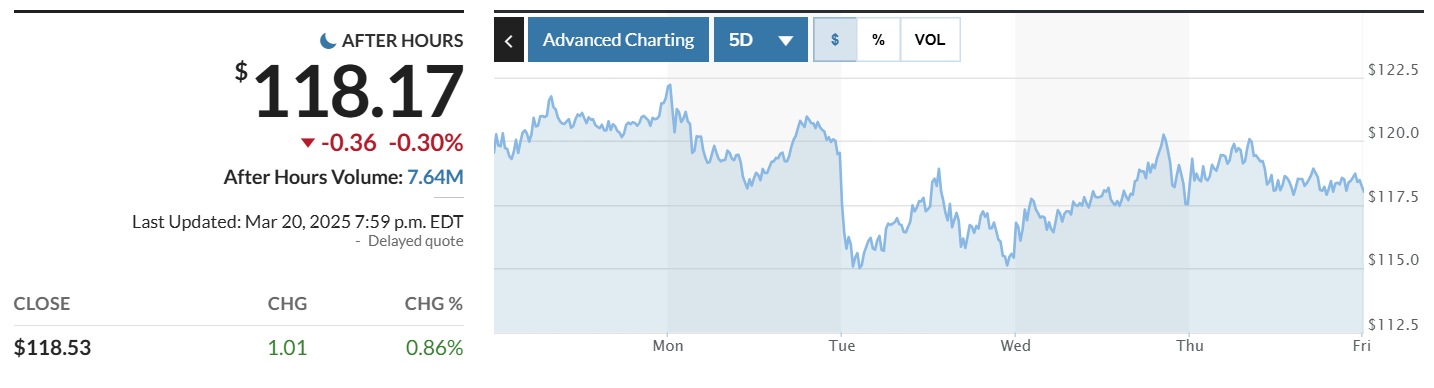 AFTER HOURS
$118.17
-0.36 -0.30%
After Hours Volume: 7.64M
Last Updated: Mar 20, 2025 7:59 p.m. EDT
- Delayed quote
CLOSE CHG CHG %
$118.53 1.01 0.86%
Advanced Charting 5D $ % VOL
$122.5
$120.0
$117.5
$115.0
$112.5
Mon Tue Wed Thu Fri